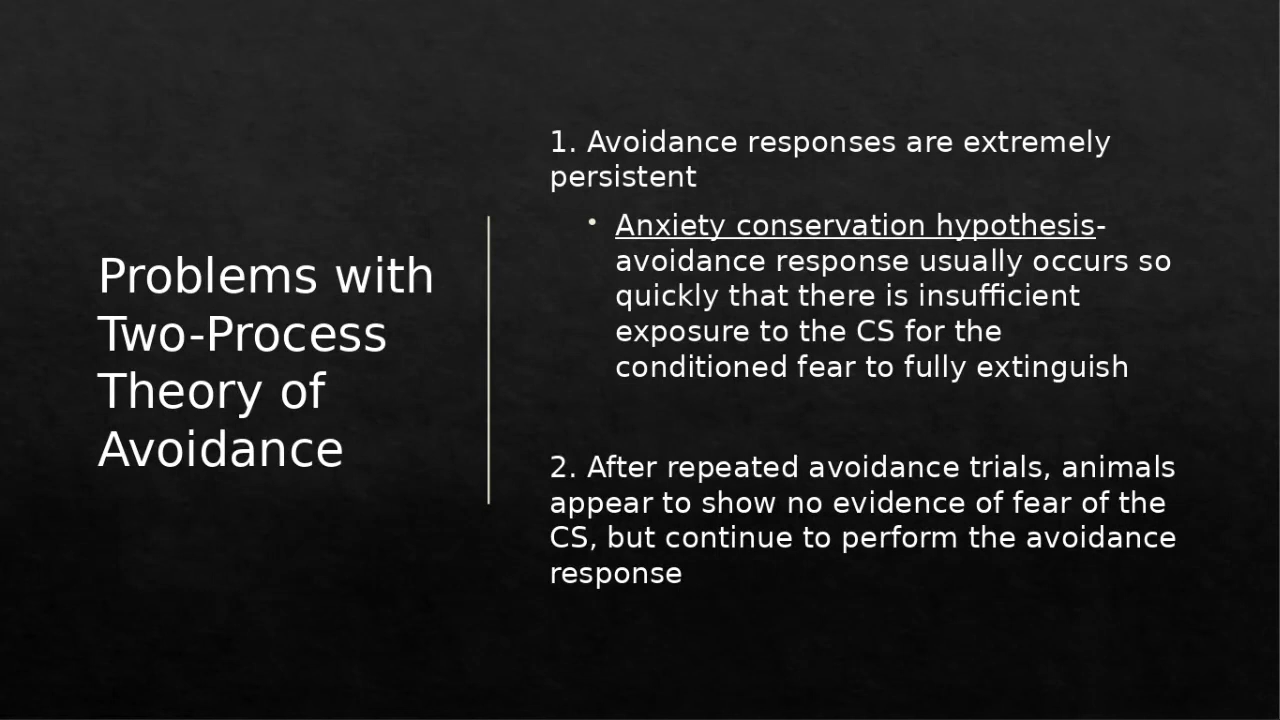 Problems with
Two-Process
Theory of
Avoidance
1. Avoidance responses are extremely
persistent
• Anxiety conservation hypothesis-
avoidance response usually occurs so
quickly that there is insufficient
exposure to the CS for the
conditioned fear to fully extinguish
2. After repeated avoidance trials, animals
appear to show no evidence of fear of the
CS, but continue to perform the avoidance
response